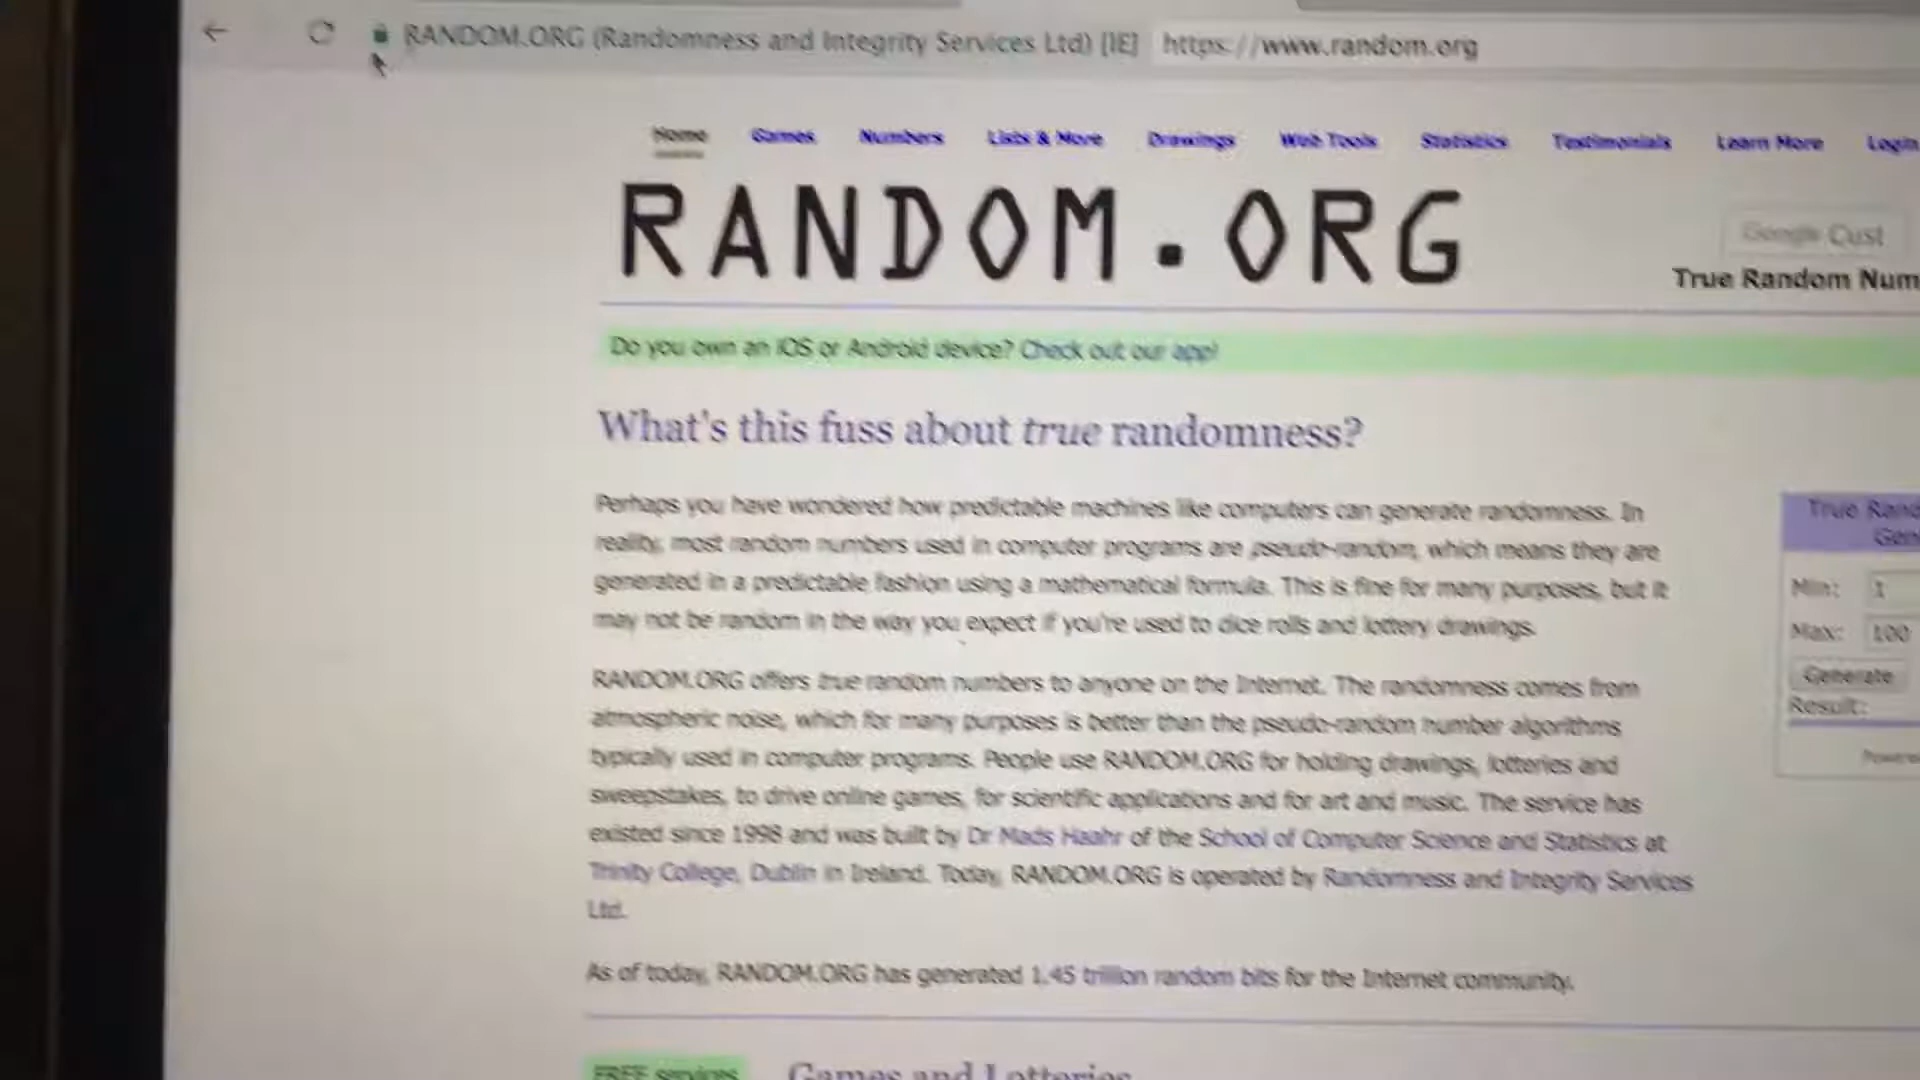 RANDOM.ORG (Randomness and Integrity Services Ltd) [IE] https://www.random.org
Home Games Numbers Lists & More Drawings Web Tools Statistics Testimonials Learn More Login
RANDOM.ORG
Google Cust
True Random Num
Do you own an iOS or Android device? Check out our app!
What's this fuss about true randomness?
Perhaps you have wondered how predictable machines like computers can generate randomness. In
reality, most random numbers used in computer programs are pseudo-random, which means they are
generated in a predictable fashion using a mathematical formula. This is fine for many purposes, but it
may not be random in the way you expect if you're used to dice rolls and lottery drawings.
RANDOM.ORG offers true random numbers to anyone on the Internet. The randomness comes from
atmospheric noise, which for many purposes is better than the pseudo-random number algorithms
typically used in computer programs. People use RANDOM.ORG for holding drawings, lotteries and
sweepstakes, to drive online games, for scientific applications and for art and music. The service has
existed since 1998 and was built by Dr Mads Haahr of the School of Computer Science and Statistics at
Trinity College, Dublin in Ireland. Today, RANDOM.ORG is operated by Randomness and Integrity Services
Ltd.
As of today, RANDOM.ORG has generated 1.45 trillion random bits for the Internet community.
True Rand
Gen
Min: 1
Max: 100
Generate
Result:
Powere
FREE services
Games and Lotteries